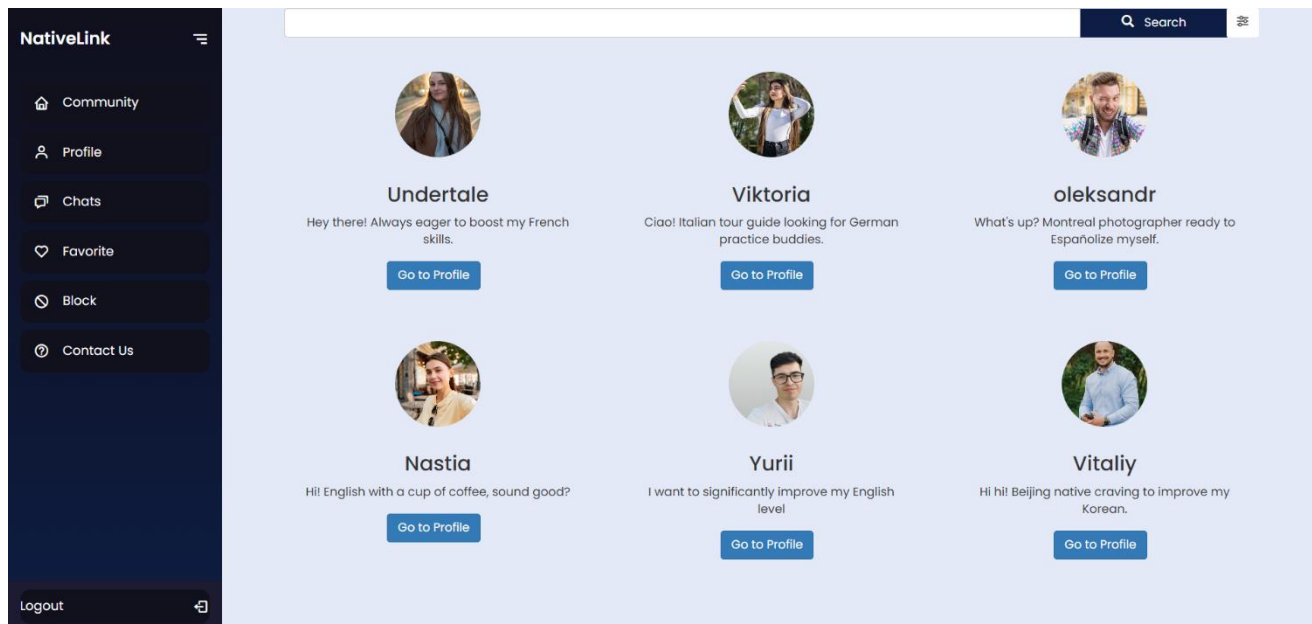 NativeLink
Community
Profile
Chats
Favorite
Block
Contact Us
Logout
Search
Undertale
Hey there! Always eager to boost my French
skills.
Go to Profile
Viktoria
Ciao! Italian tour guide looking for German
practice buddies.
Go to Profile
oleksandr
What's up? Montreal photographer ready to
Españolize myself.
Go to Profile
Nastia
Hi! English with a cup of coffee, sound good?
Go to Profile
Yurii
I want to significantly improve my English
level
Go to Profile
Vitaliy
Hi hi! Beijing native craving to improve my
Korean.
Go to Profile